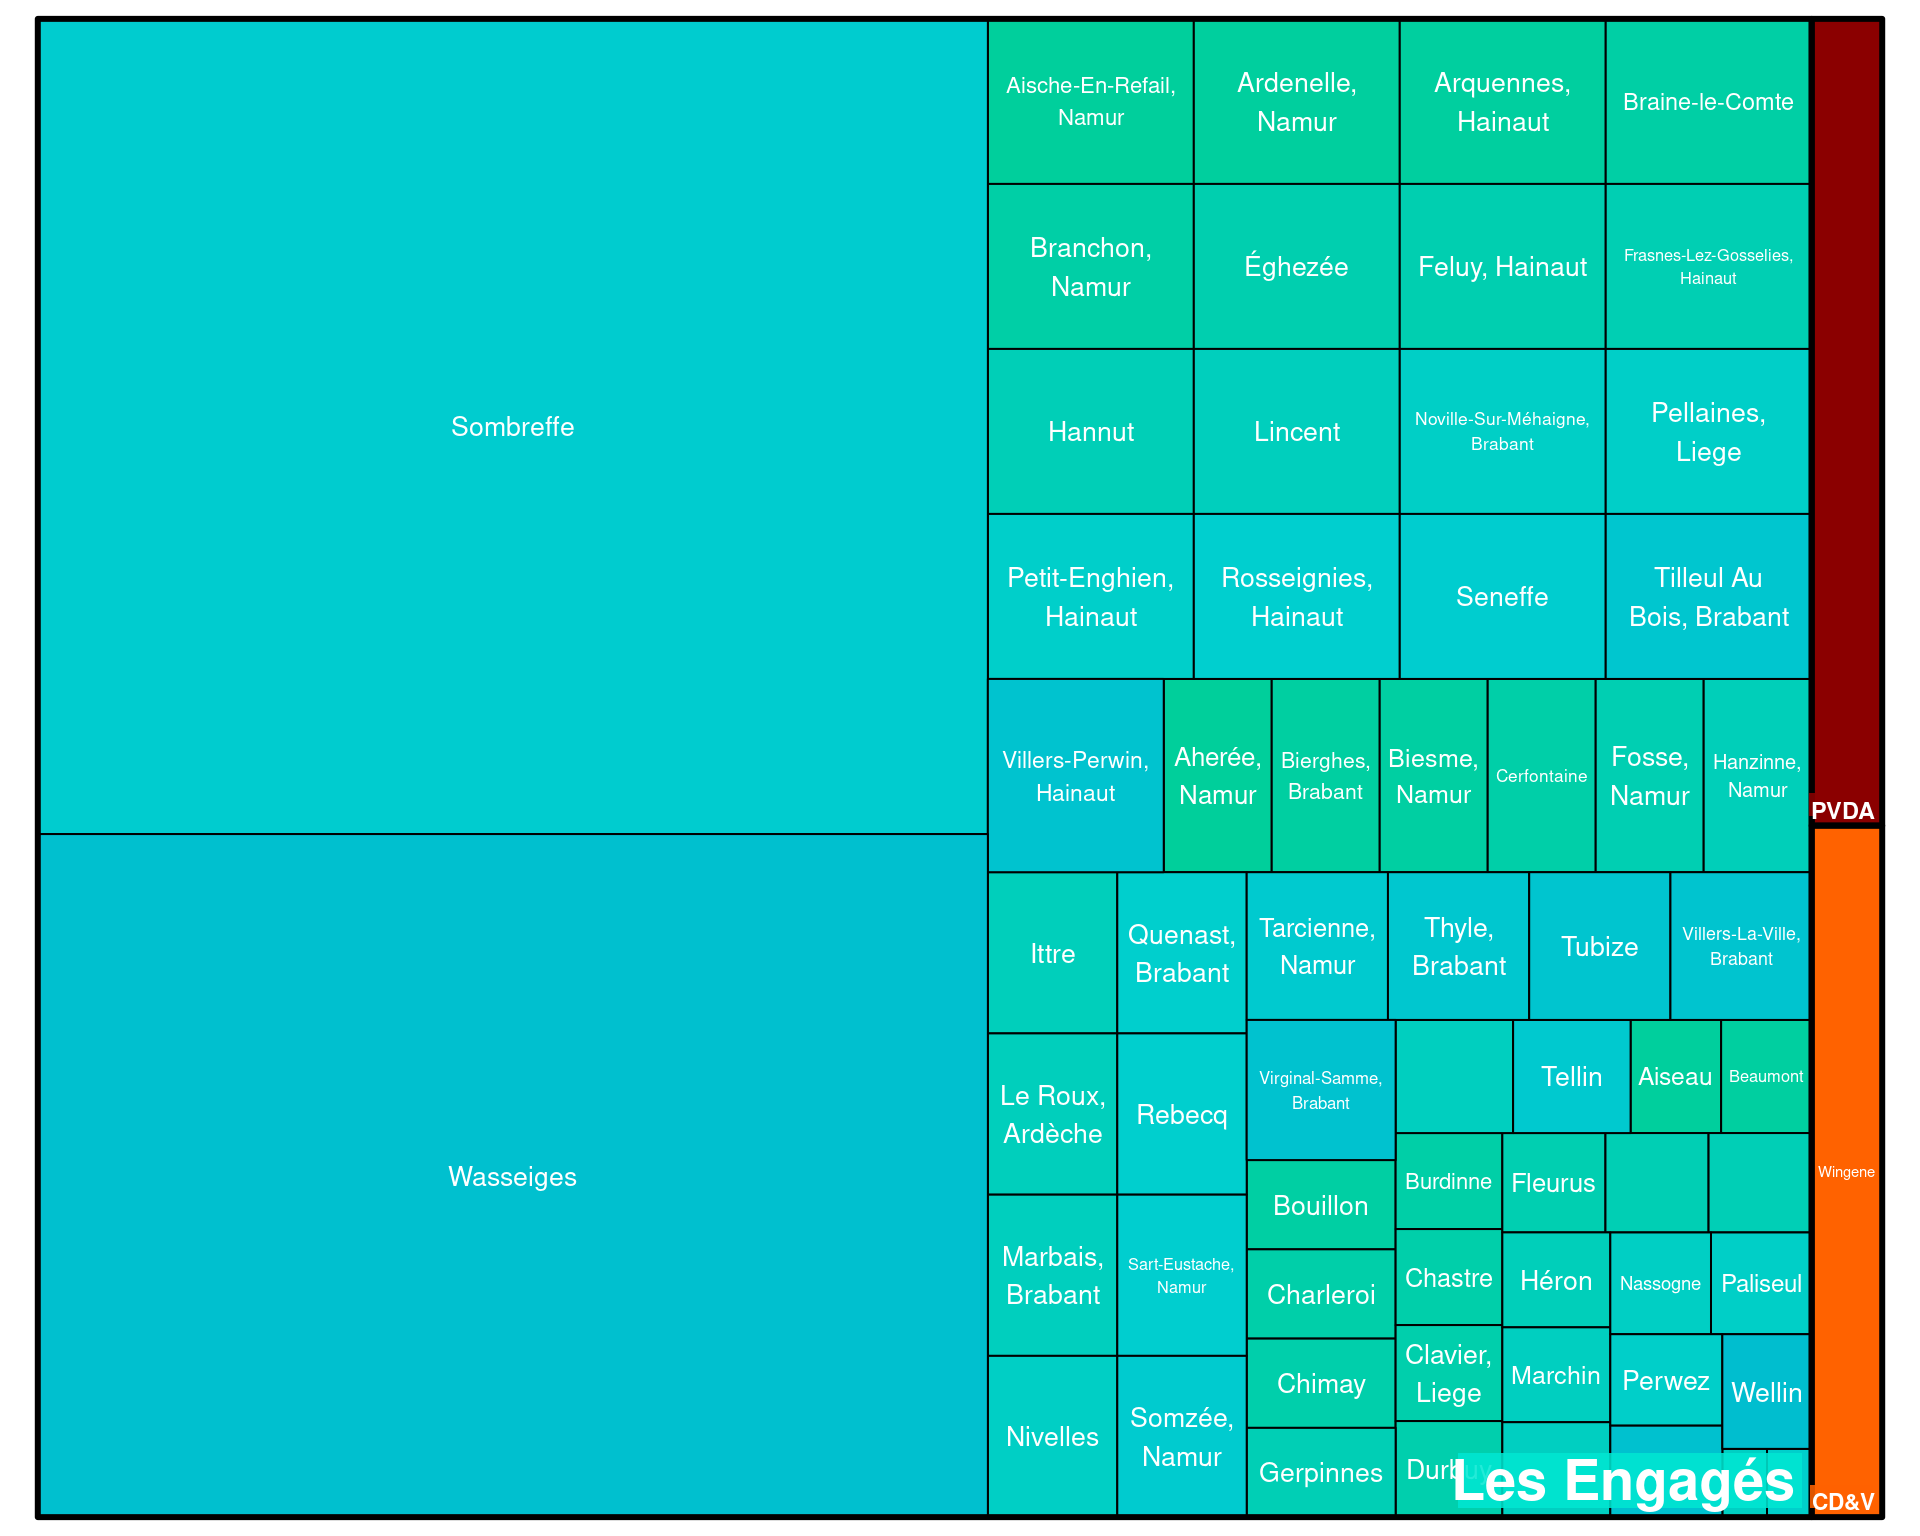 Sombreffe
Wasseiges
Aische-En-Refail,
Namur
Ardenelle,
Namur
Arquennes,
Hainaut
Braine-le-Comte
Branchon,
Namur
Éghezée
Feluy, Hainaut
Frasnes-Lez-Gosselies,
Hainaut
Hannut
Lincent
Noville-Sur-Méhaigne,
Brabant
Pellaines,
Liege
Petit-Enghien,
Hainaut
Rosseignies,
Hainaut
Seneffe
Tilleul Au
Bois, Brabant
Villers-Perwin,
Hainaut
Aherée,
Namur
Bierghes,
Brabant
Biesme,
Namur
Cerfontaine
Fosse,
Namur
Hanzinne,
Namur
Ittre
Quenast,
Brabant
Tarcienne,
Namur
Thyle,
Brabant
Tubize
Villers-La-Ville,
Brabant
Le Roux,
Ardèche
Rebecq
Virginal-Samme,
Brabant
Tellin
Aiseau
Beaumont
Marbais,
Brabant
Sart-Eustache,
Namur
Bouillon
Burdinne
Fleurus
Charleroi
Chastre
Héron
Nassogne
Paliseul
Nivelles
Somzée,
Namur
Chimay
Clavier,
Liege
Marchin
Perwez
Wellin
Gerpinnes
Durbuy
Les Engagés
PVDA
Wingene
CD&V